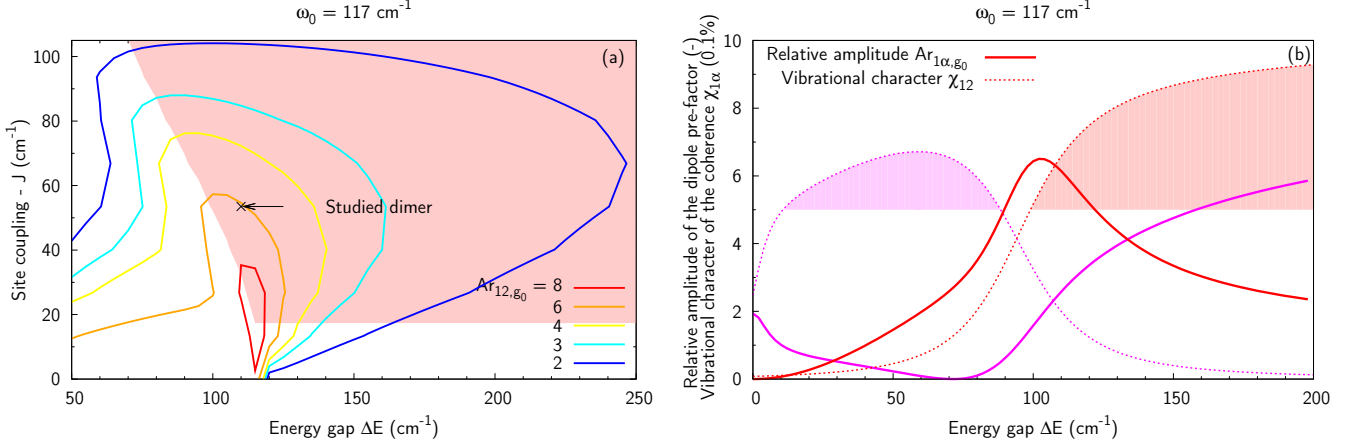 ω₀ = 117 cm⁻¹
(a)
Site coupling - J (cm⁻¹)
100
80
60
40
20
0
Studied dimer
Ar₁₂,g₀ = 8
6
4
3
2
50
100
150
200
250
Energy gap ΔE (cm⁻¹)
ω₀ = 117 cm⁻¹
(b)
Relative amplitude of the dipole pre-factor (-)
Vibrational character of the coherence χ₁α (0.1%)
Relative amplitude Ar₁α,g₀
Vibrational character χ₁₂
10
8
6
4
2
0
0
50
100
150
200
Energy gap ΔE (cm⁻¹)